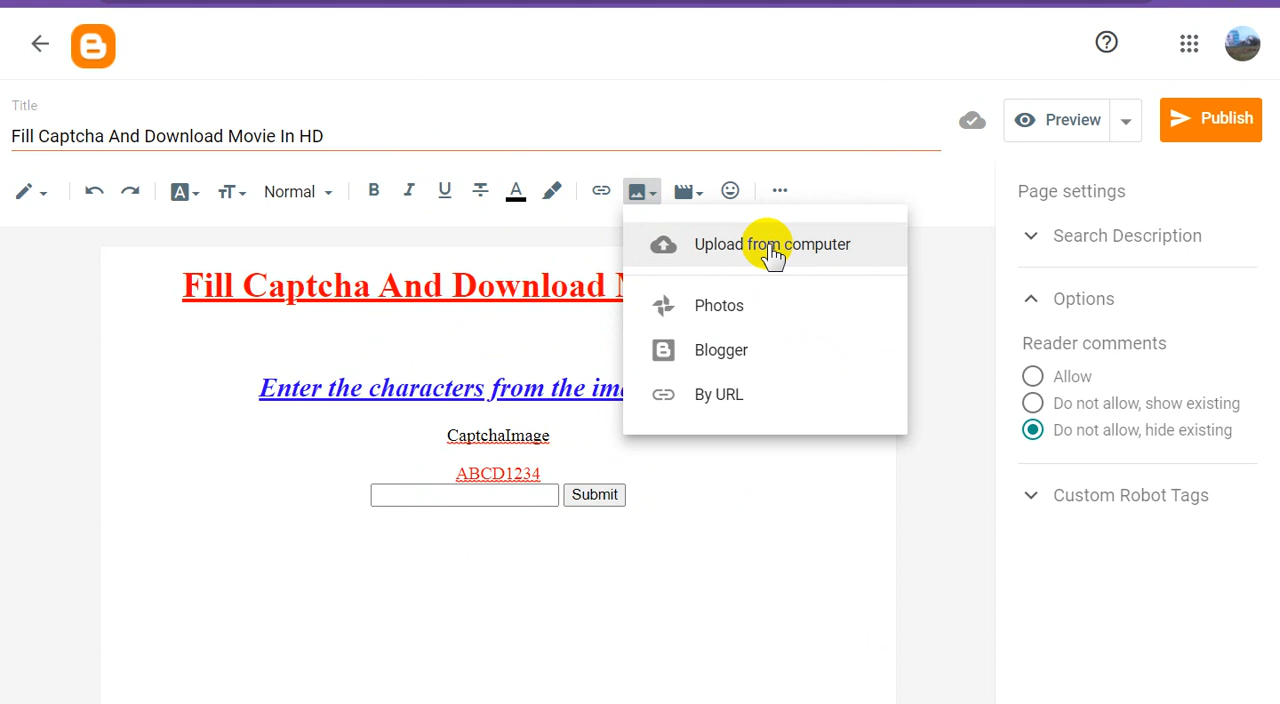 Title
Fill Captcha And Download Movie In HD
Preview
Publish
Normal
B I U A
Page settings
Search Description
Options
Reader comments
Allow
Do not allow, show existing
Do not allow, hide existing
Custom Robot Tags
Upload from computer
Photos
Blogger
By URL
Fill Captcha And Download
Enter the characters from the
CaptchaImage
ABCD1234
Submit